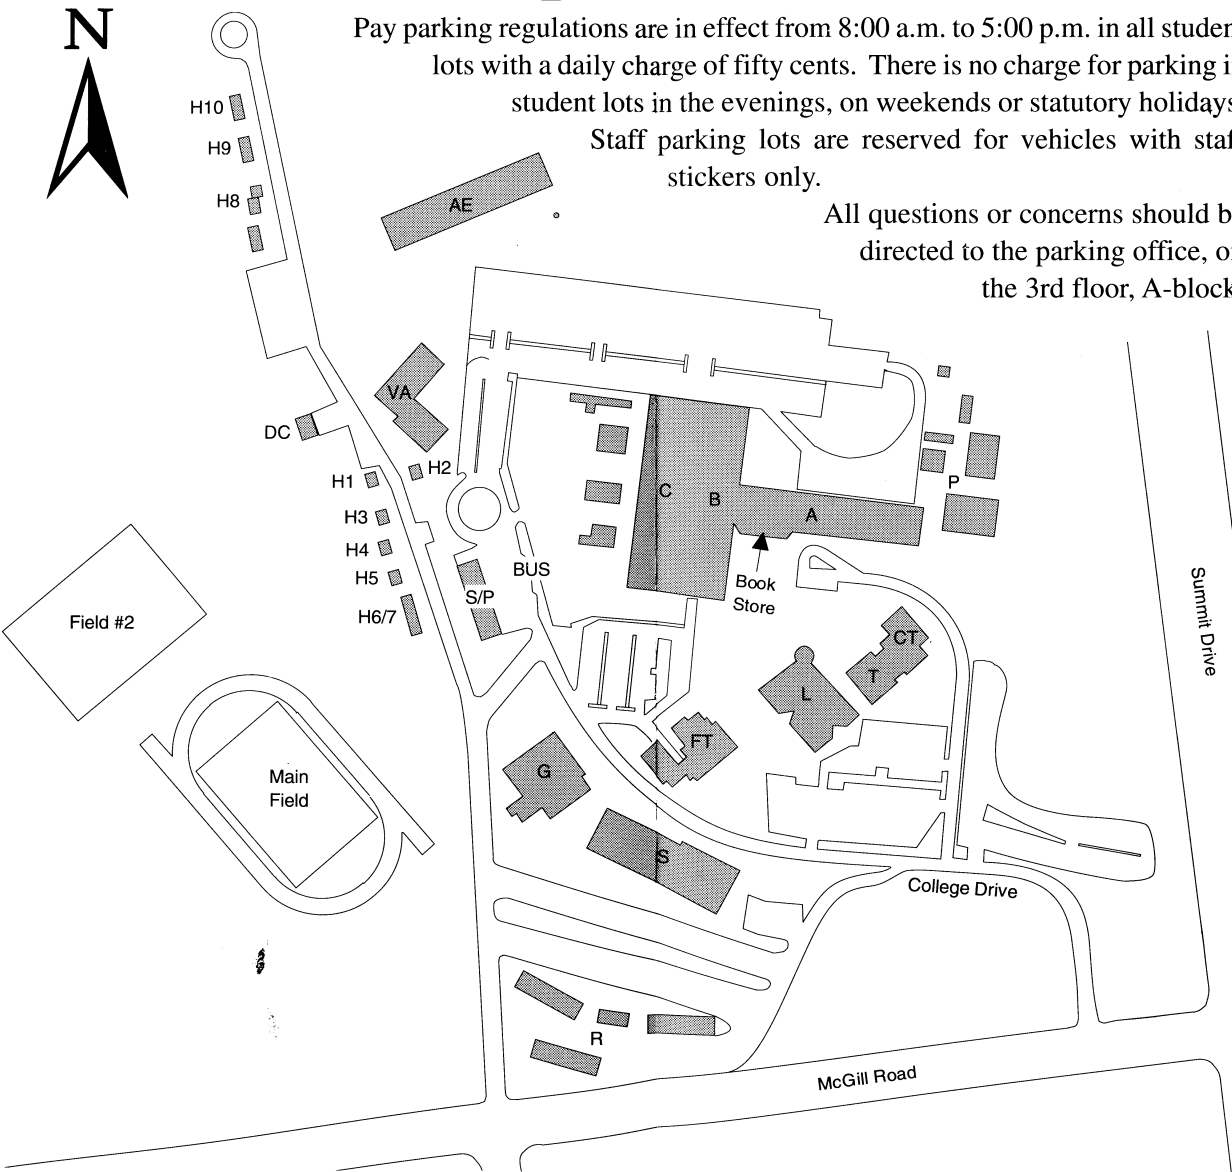 N
Pay parking regulations are in effect from 8:00 a.m. to 5:00 p.m. in all studen
lots with a daily charge of fifty cents. There is no charge for parking i
student lots in the evenings, on weekends or statutory holidays
Staff parking lots are reserved for vehicles with staf
stickers only.
All questions or concerns should b
directed to the parking office, o
the 3rd floor, A-block
H10
H9
H8
AE
VA
DC
H2
H1
H3
H4
H5
H6/7
S/P
BUS
C
B
A
P
Book
Store
Summit Drive
Field #2
CT
T
L
FT
G
Main
Field
S
College Drive
R
McGill Road